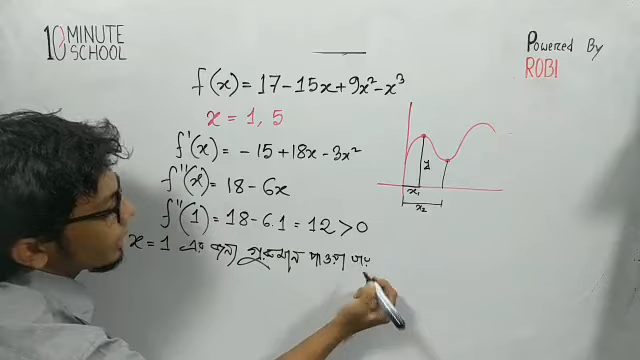 10 MINUTE
SCHOOL
Powered By
ROBI
f(x) = 17 - 15x + 9x² - x³
x = 1, 5
f'(x) = - 15 + 18x - 3x²
f''(x) = 18 - 6x
f''(1) = 18 - 6.1 = 12 > 0
x = 1 এর জন্য গুরুমান পাওয়া যায়
y
x₁
x₂